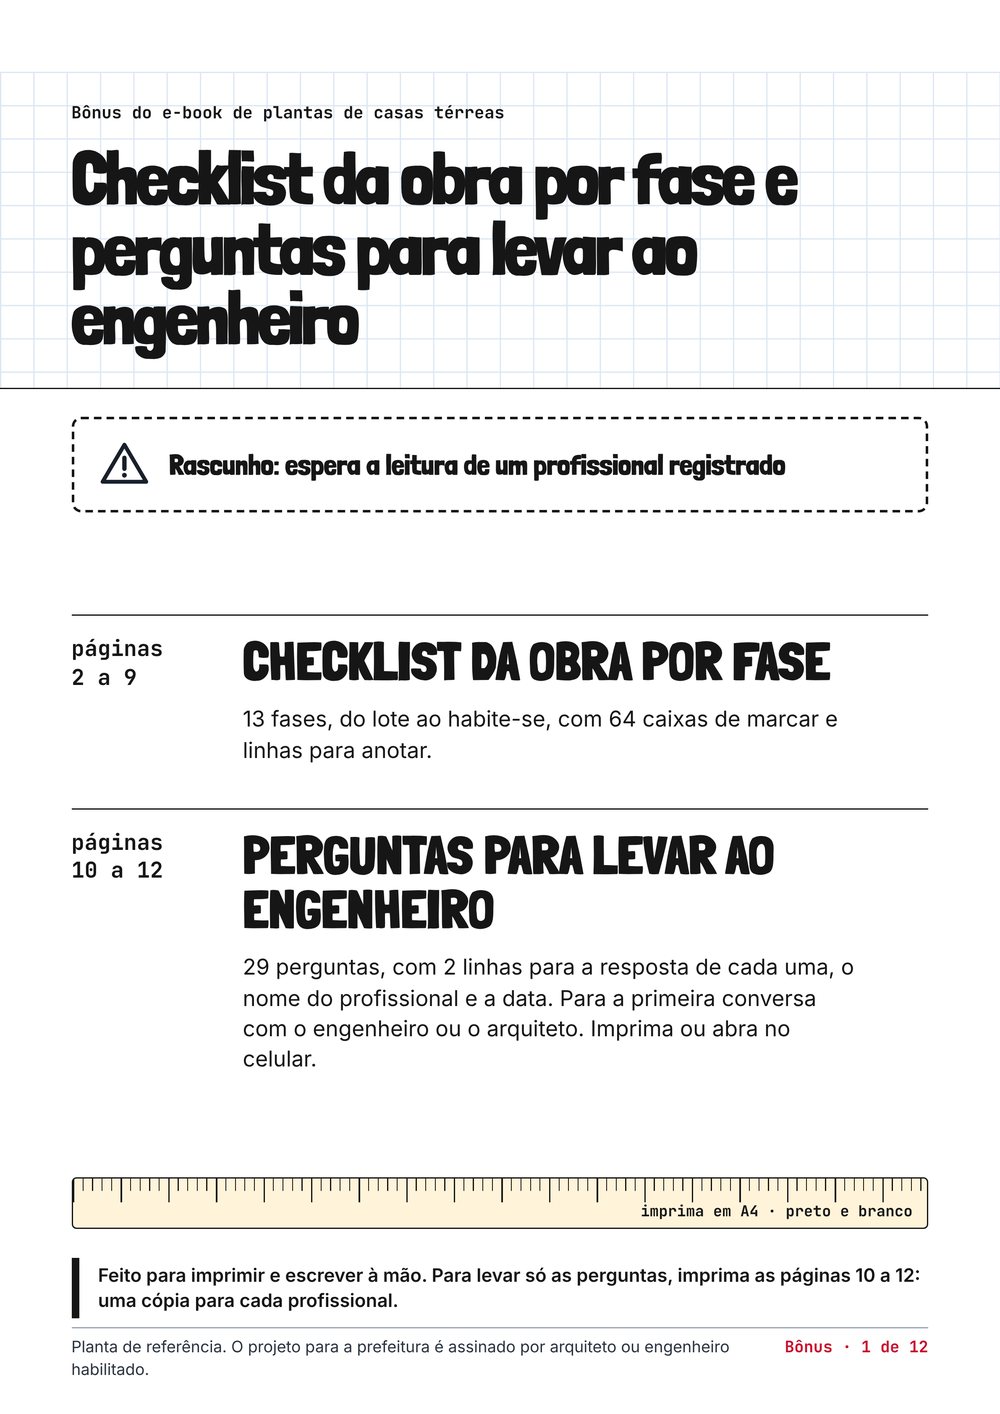 Bônus do e-book de plantas de casas térreas
Checklist da obra por fase e
perguntas para levar ao
engenheiro
Rascunho: espera a leitura de um profissional registrado
páginas
2 a 9
CHECKLIST DA OBRA POR FASE
13 fases, do lote ao habite-se, com 64 caixas de marcar e
linhas para anotar.
páginas
10 a 12
PERGUNTAS PARA LEVAR AO
ENGENHEIRO
29 perguntas, com 2 linhas para a resposta de cada uma, o
nome do profissional e a data. Para a primeira conversa
com o engenheiro ou o arquiteto. Imprima ou abra no
celular.
imprima em A4 · preto e branco
Feito para imprimir e escrever à mão. Para levar só as perguntas, imprima as páginas 10 a 12:
uma cópia para cada profissional.
Planta de referência. O projeto para a prefeitura é assinado por arquiteto ou engenheiro
habilitado.
Bônus · 1 de 12